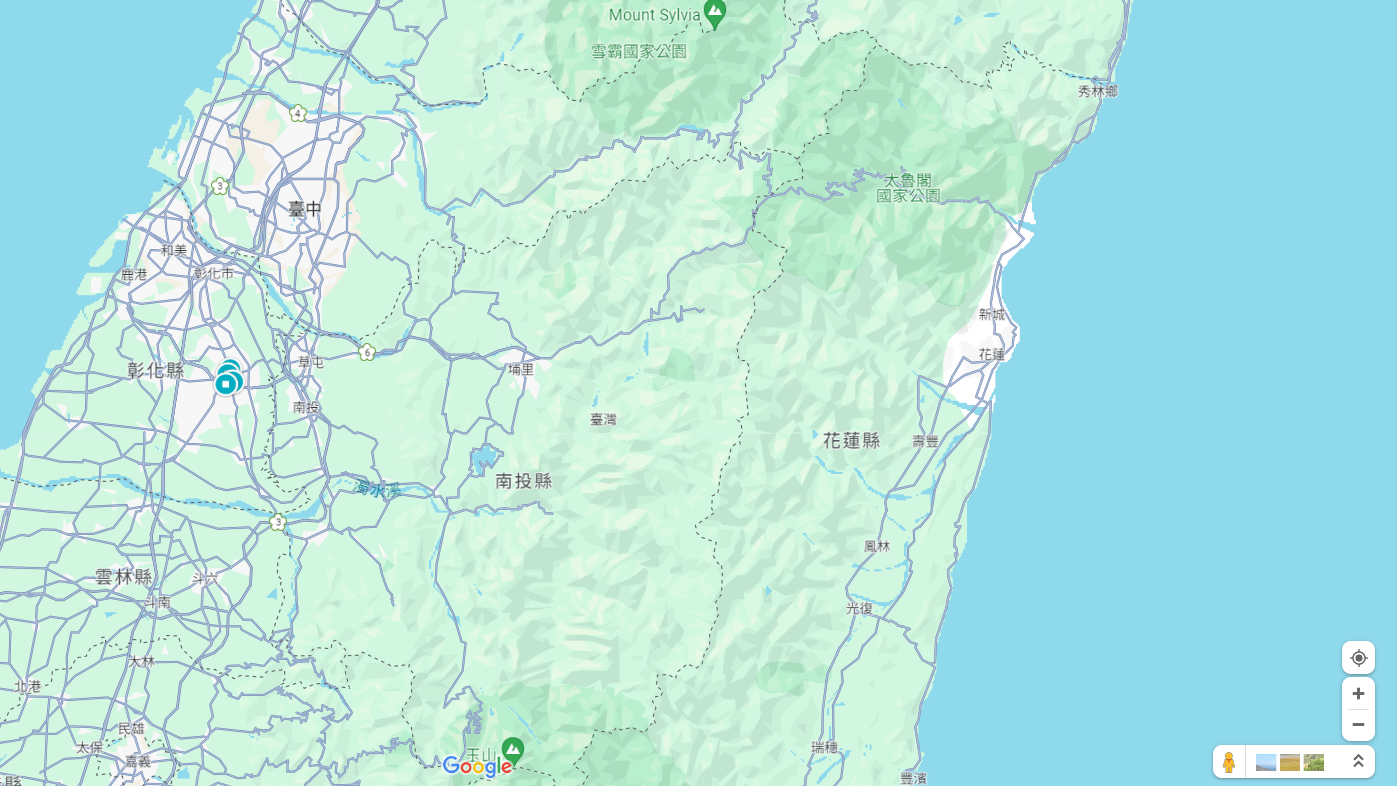 Mount Sylvia
雪霸國家公園
秀林鄉
4
3
太魯閣
國家公園
臺中
和美
鹿港
彰化市
新城
花蓮
6
草屯
彰化縣
埔里
南投
臺灣
花蓮縣
壽豐
南投縣
濁水溪
3
鳳林
雲林縣
斗六
斗南
光復
大林
北港
民雄
太保
嘉義
玉山
Google
瑞穗
豐濱
縣